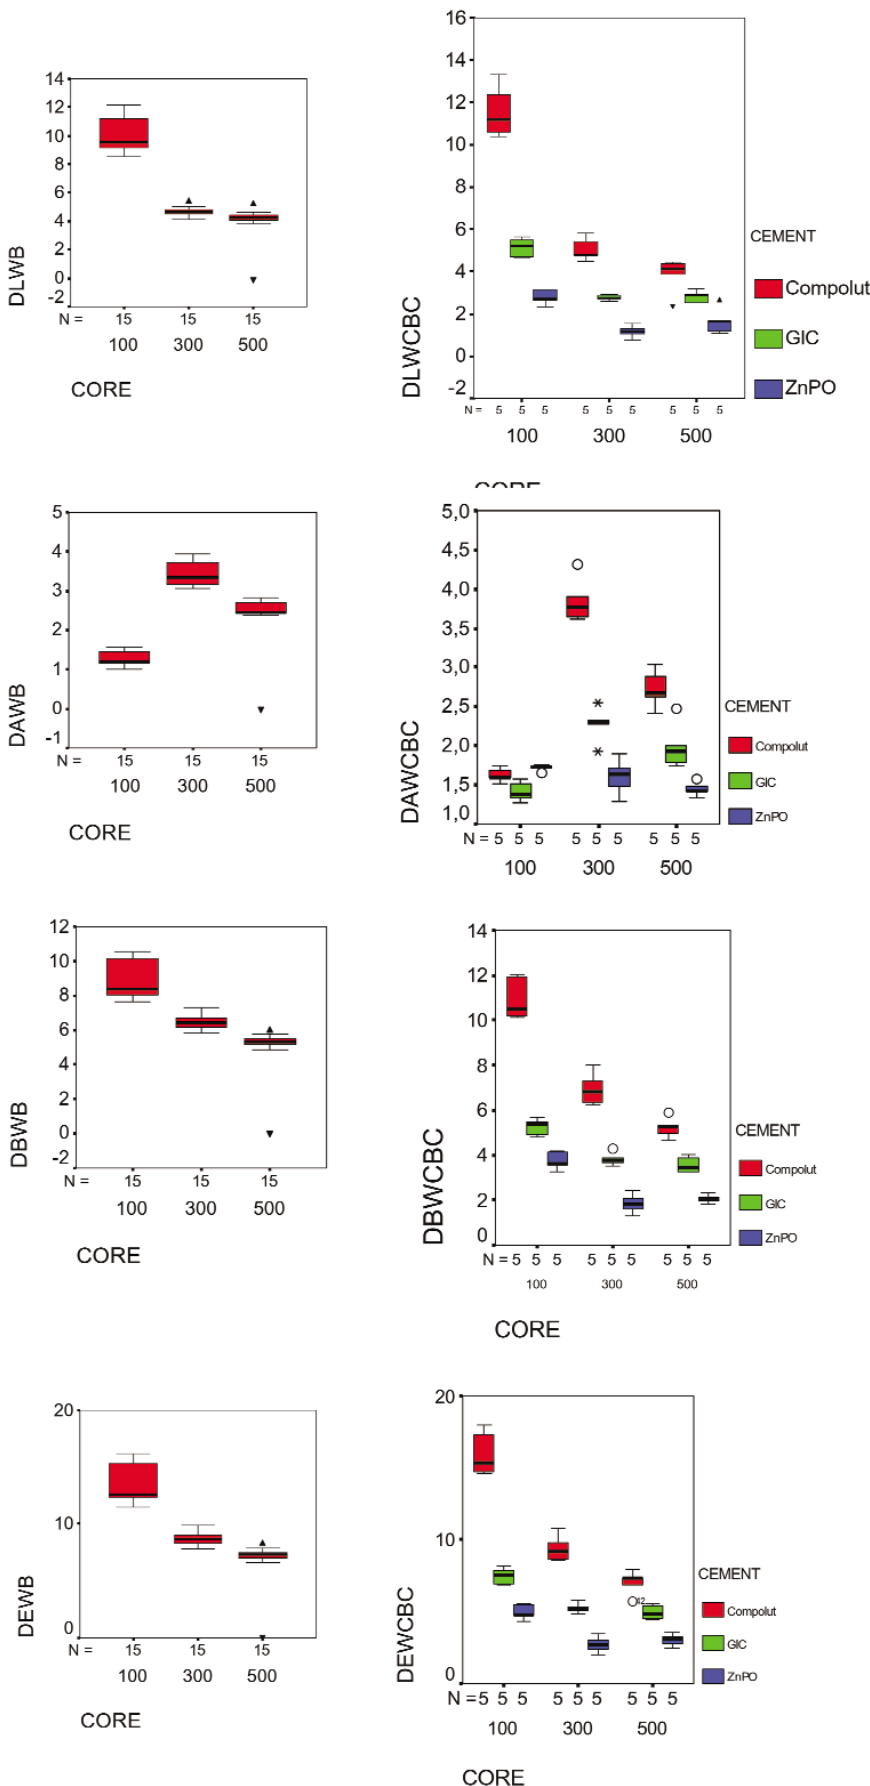 14
12
10
8
6
4
2
0
-2
DLWB
N = 15 15 15
100 300 500
CORE
16
14
12
10
8
6
4
2
0
-2
DLWCBC
N = 5 5 5 5 5 5 5 5 5
100 300 500
CORE
CEMENT
Compolut
GIC
ZnPO
5
4
3
2
1
0
-1
DAWB
N = 15 15 15
100 300 500
CORE
5,0
4,5
4,0
3,5
3,0
2,5
2,0
1,5
1,0
DAWCBC
N = 5 5 5 5 5 5 5 5 5
100 300 500
CEMENT
Compolut
GIC
ZnPO
12
10
8
6
4
2
0
-2
DBWB
N = 15 15 15
100 300 500
CORE
14
12
10
8
6
4
2
0
DBWCBC
N = 5 5 5 5 5 5 5 5 5
100 300 500
CORE
CEMENT
Compolut
GIC
ZnPO
20
10
0
DEWB
N = 15 15 15
100 300 500
CORE
20
10
0
DEWCBC
42
N = 5 5 5 5 5 5 5 5 5
100 300 500
CORE
CEMENT
Compolut
GIC
ZnPO